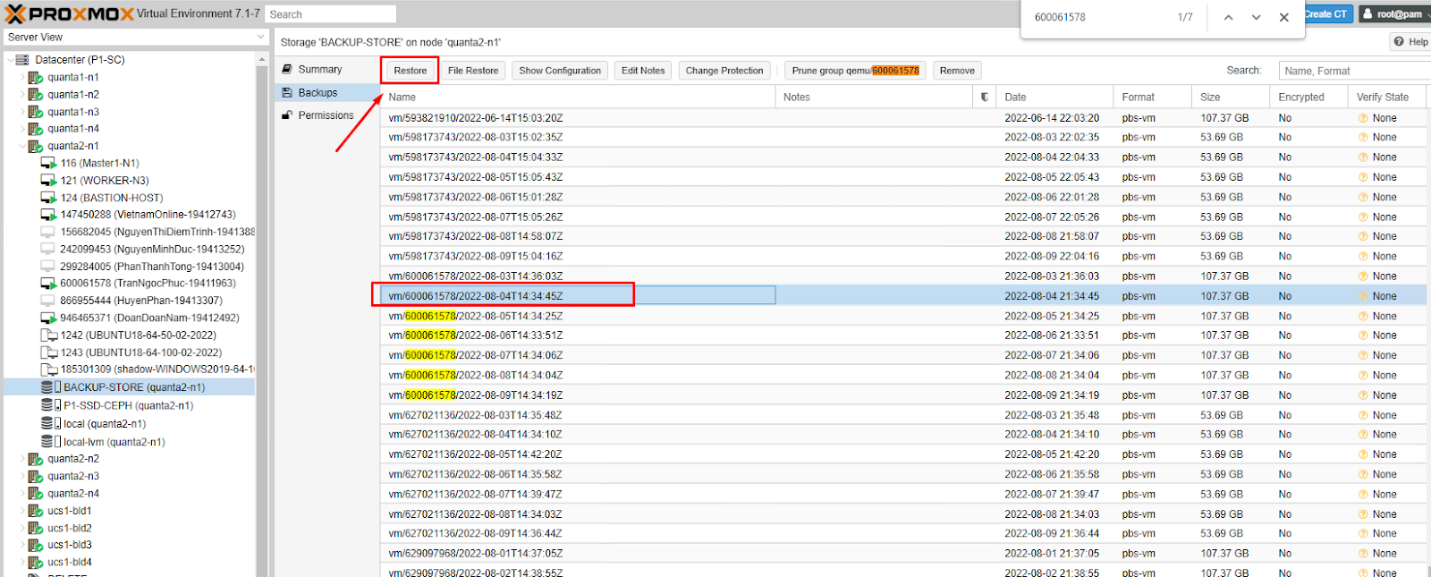 PROXMOX Virtual Environment 7.1-7 Search
600061578 1/7
Create CT root@pam
Server View
Storage 'BACKUP-STORE' on node 'quanta2-n1'
Help
Datacenter (P1-SC)
quanta1-n1
quanta1-n2
quanta1-n3
quanta1-n4
quanta2-n1
116 (Master1-N1)
121 (WORKER-N3)
124 (BASTION-HOST)
147450288 (VietnamOnline-19412743)
156682045 (NguyenThiDiemTrinh-1941388
242099453 (NguyenMinhDuc-19413252)
299284005 (PhanThanhTong-19413004)
600061578 (TranNgocPhuc-19411963)
866955444 (HuyenPhan-19413307)
946465371 (DoanDoanNam-19412492)
1242 (UBUNTU18-64-50-02-2022)
1243 (UBUNTU18-64-100-02-2022)
185301309 (shadow-WINDOWS2019-64-1
BACKUP-STORE (quanta2-n1)
P1-SSD-CEPH (quanta2-n1)
local (quanta2-n1)
local-lvm (quanta2-n1)
quanta2-n2
quanta2-n3
quanta2-n4
ucs1-bld1
ucs1-bld2
ucs1-bld3
ucs1-bld4
Summary
Backups
Permissions
Restore File Restore Show Configuration Edit Notes Change Protection Prune group qemu/600061578 Remove Search: Name, Format
Name Notes Date Format Size Encrypted Verify State
vm/593821910/2022-06-14T15:03:20Z 2022-06-14 22:03:20 pbs-vm 107.37 GB No None
vm/598173743/2022-08-03T15:02:35Z 2022-08-03 22:02:35 pbs-vm 53.69 GB No None
vm/598173743/2022-08-04T15:04:33Z 2022-08-04 22:04:33 pbs-vm 53.69 GB No None
vm/598173743/2022-08-05T15:05:43Z 2022-08-05 22:05:43 pbs-vm 53.69 GB No None
vm/598173743/2022-08-06T15:01:28Z 2022-08-06 22:01:28 pbs-vm 53.69 GB No None
vm/598173743/2022-08-07T15:05:26Z 2022-08-07 22:05:26 pbs-vm 53.69 GB No None
vm/598173743/2022-08-08T14:58:07Z 2022-08-08 21:58:07 pbs-vm 53.69 GB No None
vm/598173743/2022-08-09T15:04:16Z 2022-08-09 22:04:16 pbs-vm 53.69 GB No None
vm/600061578/2022-08-03T14:36:03Z 2022-08-03 21:36:03 pbs-vm 107.37 GB No None
vm/600061578/2022-08-04T14:34:45Z 2022-08-04 21:34:45 pbs-vm 107.37 GB No None
vm/600061578/2022-08-05T14:34:25Z 2022-08-05 21:34:25 pbs-vm 107.37 GB No None
vm/600061578/2022-08-06T14:33:51Z 2022-08-06 21:33:51 pbs-vm 107.37 GB No None
vm/600061578/2022-08-07T14:34:06Z 2022-08-07 21:34:06 pbs-vm 107.37 GB No None
vm/600061578/2022-08-08T14:34:04Z 2022-08-08 21:34:04 pbs-vm 107.37 GB No None
vm/600061578/2022-08-09T14:34:19Z 2022-08-09 21:34:19 pbs-vm 107.37 GB No None
vm/627021136/2022-08-03T14:35:48Z 2022-08-03 21:35:48 pbs-vm 53.69 GB No None
vm/627021136/2022-08-04T14:34:10Z 2022-08-04 21:34:10 pbs-vm 53.69 GB No None
vm/627021136/2022-08-05T14:42:20Z 2022-08-05 21:42:20 pbs-vm 53.69 GB No None
vm/627021136/2022-08-06T14:35:58Z 2022-08-06 21:35:58 pbs-vm 53.69 GB No None
vm/627021136/2022-08-07T14:39:47Z 2022-08-07 21:39:47 pbs-vm 53.69 GB No None
vm/627021136/2022-08-08T14:34:03Z 2022-08-08 21:34:03 pbs-vm 53.69 GB No None
vm/627021136/2022-08-09T14:36:44Z 2022-08-09 21:36:44 pbs-vm 53.69 GB No None
vm/629097968/2022-08-01T14:37:05Z 2022-08-01 21:37:05 pbs-vm 107.37 GB No None
vm/629097968/2022-08-02T14:38:55Z 2022-08-02 21:38:55 pbs-vm 107.37 GB No None